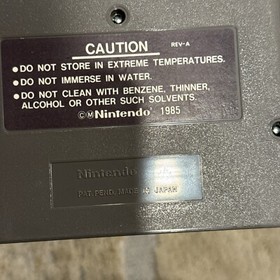 CAUTION REV-A
•DO NOT STORE IN EXTREME TEMPERATURES.
•DO NOT IMMERSE IN WATER.
•DO NOT CLEAN WITH BENZENE, THINNER,
ALCOHOL OR OTHER SUCH SOLVENTS.
©ⓂNintendo® 1985
Nintendo
PAT. PEND. MADE IN JAPAN